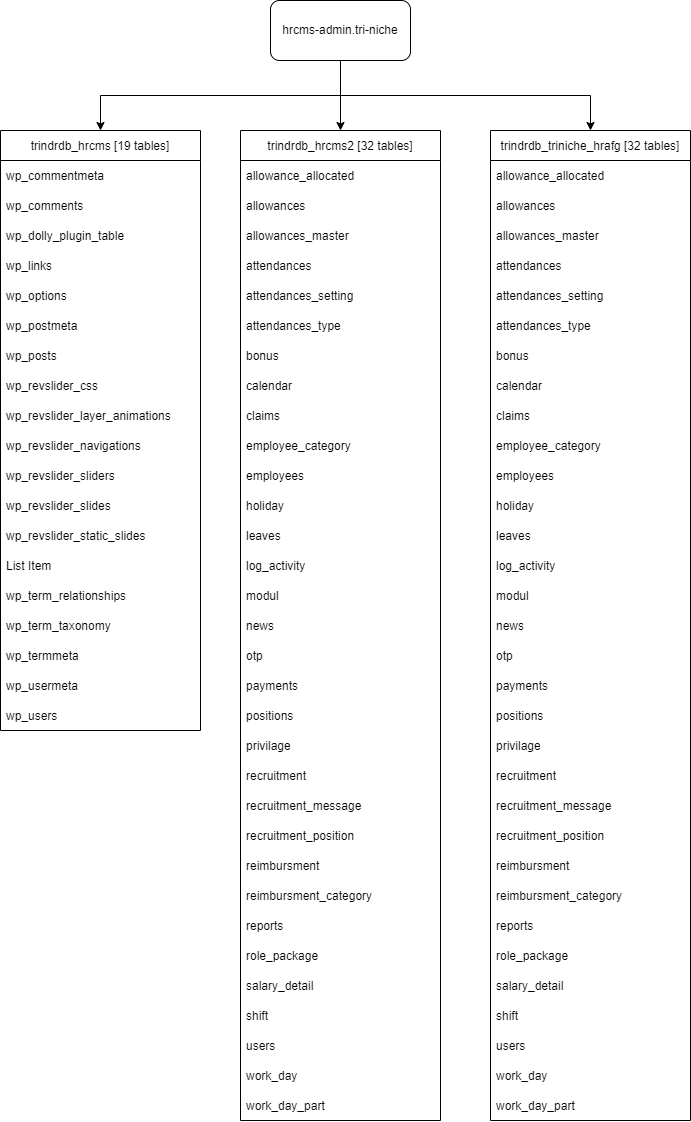 hrcms-admin.tri-niche
trindrdb_hrcms [19 tables]
wp_commentmeta
wp_comments
wp_dolly_plugin_table
wp_links
wp_options
wp_postmeta
wp_posts
wp_revslider_css
wp_revslider_layer_animations
wp_revslider_navigations
wp_revslider_sliders
wp_revslider_slides
wp_revslider_static_slides
List Item
wp_term_relationships
wp_term_taxonomy
wp_termmeta
wp_usermeta
wp_users
trindrdb_hrcms2 [32 tables]
allowance_allocated
allowances
allowances_master
attendances
attendances_setting
attendances_type
bonus
calendar
claims
employee_category
employees
holiday
leaves
log_activity
modul
news
otp
payments
positions
privilage
recruitment
recruitment_message
recruitment_position
reimbursment
reimbursment_category
reports
role_package
salary_detail
shift
users
work_day
work_day_part
trindrdb_triniche_hrafg [32 tables]
allowance_allocated
allowances
allowances_master
attendances
attendances_setting
attendances_type
bonus
calendar
claims
employee_category
employees
holiday
leaves
log_activity
modul
news
otp
payments
positions
privilage
recruitment
recruitment_message
recruitment_position
reimbursment
reimbursment_category
reports
role_package
salary_detail
shift
users
work_day
work_day_part